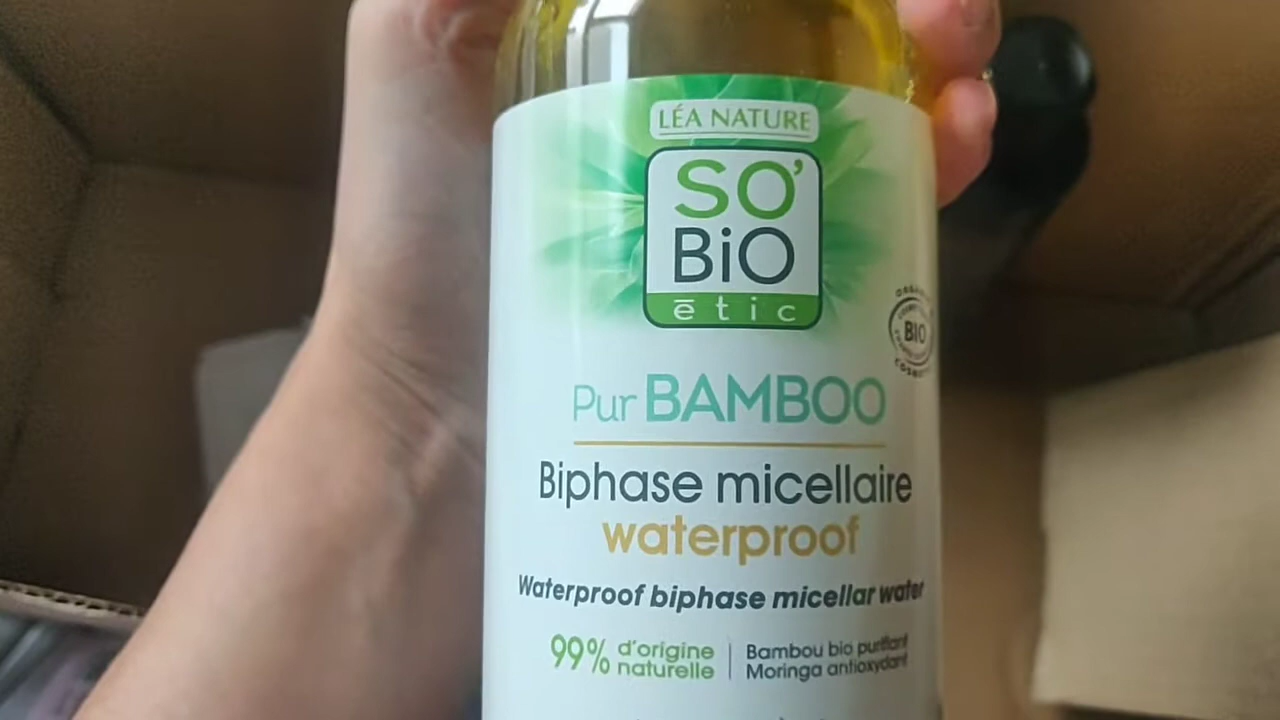 LÉA NATURE
SO'
BiO
ētic
BIO
Pur BAMBOO
Biphase micellaire
waterproof
Waterproof biphase micellar water
99% d'origine naturelle
Bambou bio purifiant
Moringa antioxydant